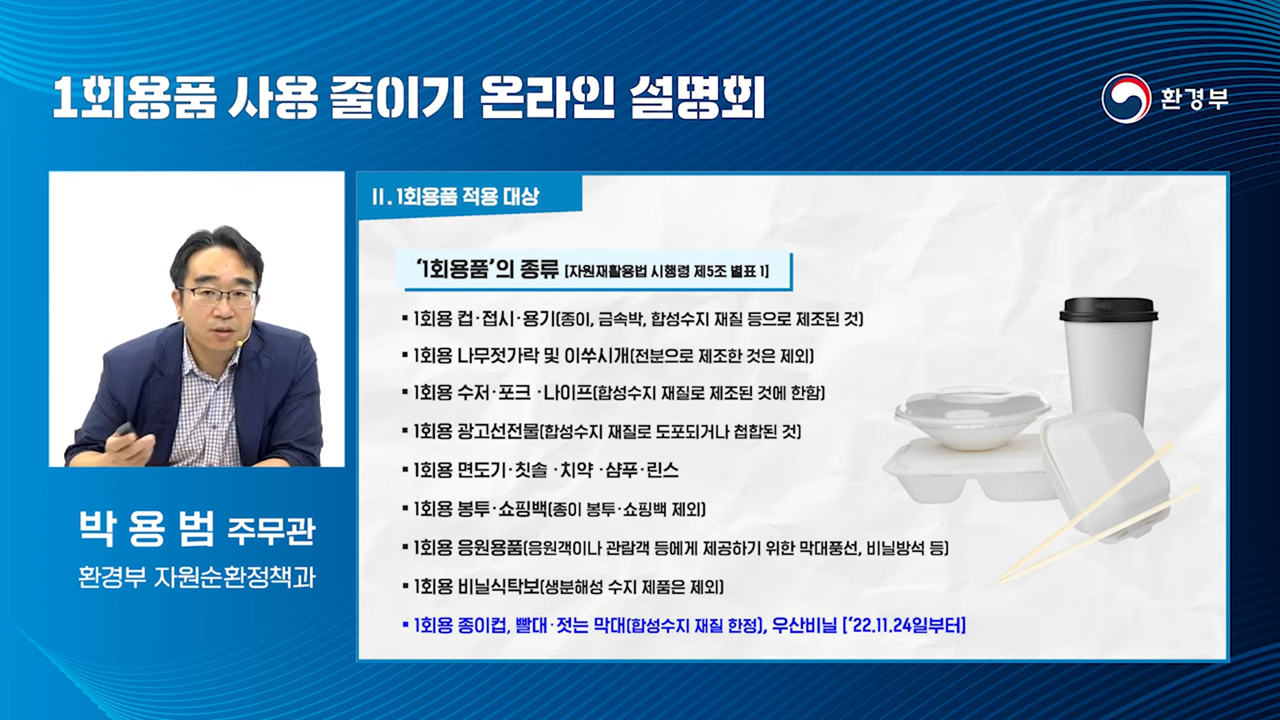 1회용품 사용 줄이기 온라인 설명회
환경부
Ⅱ. 1회용품 적용 대상
‘1회용품’의 종류 [자원재활용법 시행령 제5조 별표 1]
▪ 1회용 컵·접시·용기(종이, 금속박, 합성수지 재질 등으로 제조된 것)
▪ 1회용 나무젓가락 및 이쑤시개(전분으로 제조한 것은 제외)
▪ 1회용 수저·포크 ·나이프(합성수지 재질로 제조된 것에 한함)
▪ 1회용 광고선전물(합성수지 재질로 도포되거나 첩합된 것)
▪ 1회용 면도기·칫솔 ·치약 ·샴푸·린스
▪ 1회용 봉투·쇼핑백(종이 봉투·쇼핑백 제외)
▪ 1회용 응원용품(응원객이나 관람객 등에게 제공하기 위한 막대풍선, 비닐방석 등)
▪ 1회용 비닐식탁보(생분해성 수지 제품은 제외)
▪ 1회용 종이컵, 빨대·젓는 막대(합성수지 재질 한정), 우산비닐 [‘22.11.24일부터]
박용범 주무관
환경부 자원순환정책과